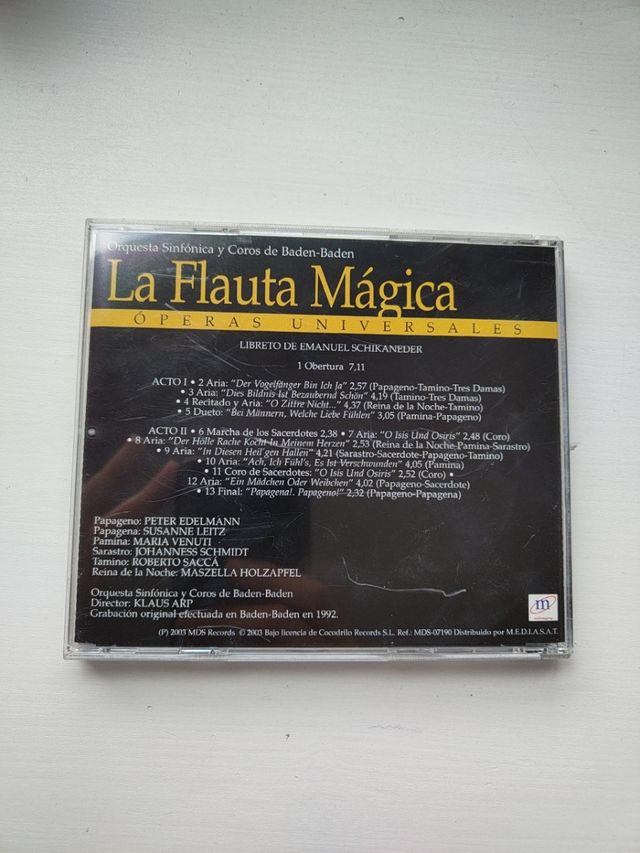 Orquesta Sinfónica y Coros de Baden-Baden
La Flauta Mágica
ÓPERAS UNIVERSALES
LIBRETO DE EMANUEL SCHIKANEDER
1 Obertura 7,11
ACTO I • 2 Aria: "Der Vogelfänger Bin Ich Ja" 2,57 (Papageno-Tamino-Tres Damas)
• 3 Aria: "Dies Bildnis Ist Bezaubernd Schön" 4,19 (Tamino-Tres Damas)
• 4 Recitado y Aria: "O Zittre Nicht..." 4,37 (Reina de la Noche-Tamino)
• 5 Dueto: "Bei Männern, Welche Liebe Fühlen" 3,05 (Pamina-Papageno)
ACTO II • 6 Marcha de los Sacerdotes 2,38 • 7 Aria: "O Isis Und Osiris" 2,48 (Coro)
• 8 Aria: "Der Hölle Rache Kocht In Meinem Herzen" 2,53 (Reina de la Noche-Pamina-Sarastro)
• 9 Aria: "In Diesen Heil'gen Hallen" 4,21 (Sarastro-Sacerdote-Papageno-Tamino)
10 Aria: "Ach, Ich Fühl's, Es Ist Verschwunden" 4,05 (Pamina)
• 11 Coro de Sacerdotes: "O Isis Und Osiris" 2,52 (Coro) •
12 Aria: "Ein Mädchen Oder Weibchen" 4,02 (Papageno-Sacerdote)
• 13 Final: "Papagena!. Papageno!" 2,32 (Papageno-Papagena)
Papageno: PETER EDELMANN
Papagena: SUSANNE LEITZ
Pamina: MARIA VENUTI
Sarastro: JOHANNESS SCHMIDT
Tamino: ROBERTO SACCÁ
Reina de la Noche: MASZELLA HOLZAPFEL
Orquesta Sinfónica y Coros de Baden-Baden
Director: KLAUS ARP
Grabación original efectuada en Baden-Baden en 1992.
m
(P) 2003 MDS Records © 2003 Bajo licencia de Cocodrilo Records S.L. Ref.: MDS-07190 Distribuido por M.E.D.I.A.S.A.T.